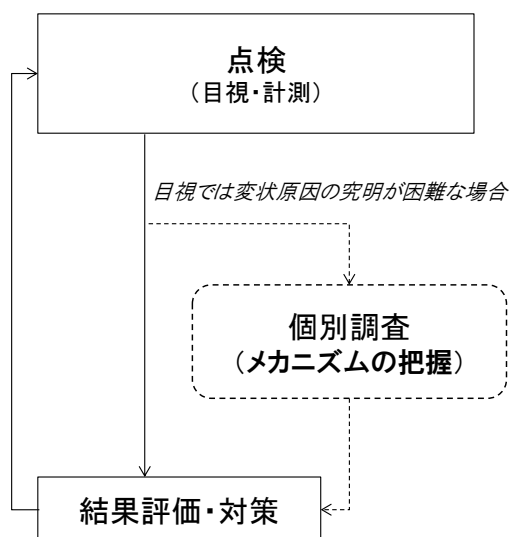 点検
（目視・計測）
目視では変状原因の究明が困難な場合
個別調査
（メカニズムの把握）
結果評価・対策